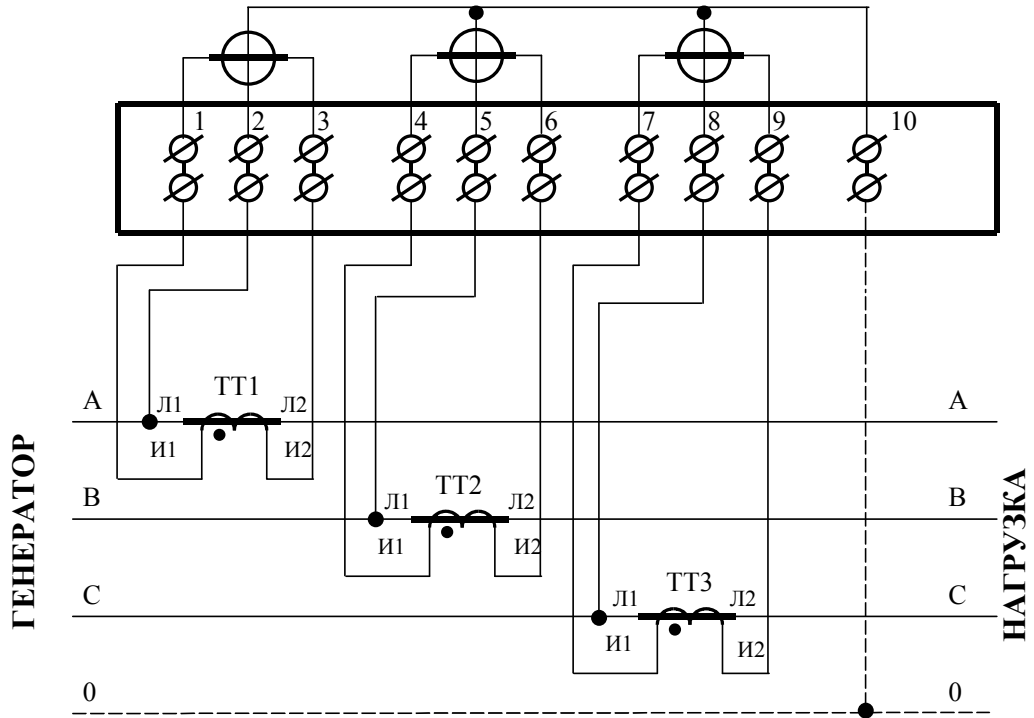 1 2 3 4 5 6 7 8 9 10
ТТ1
А Л1 Л2 А
И1 И2
ТТ2
В Л1 Л2 В
И1 И2
ТТ3
С Л1 Л2 С
И1 И2
0 0
ГЕНЕРАТОР
НАГРУЗКА